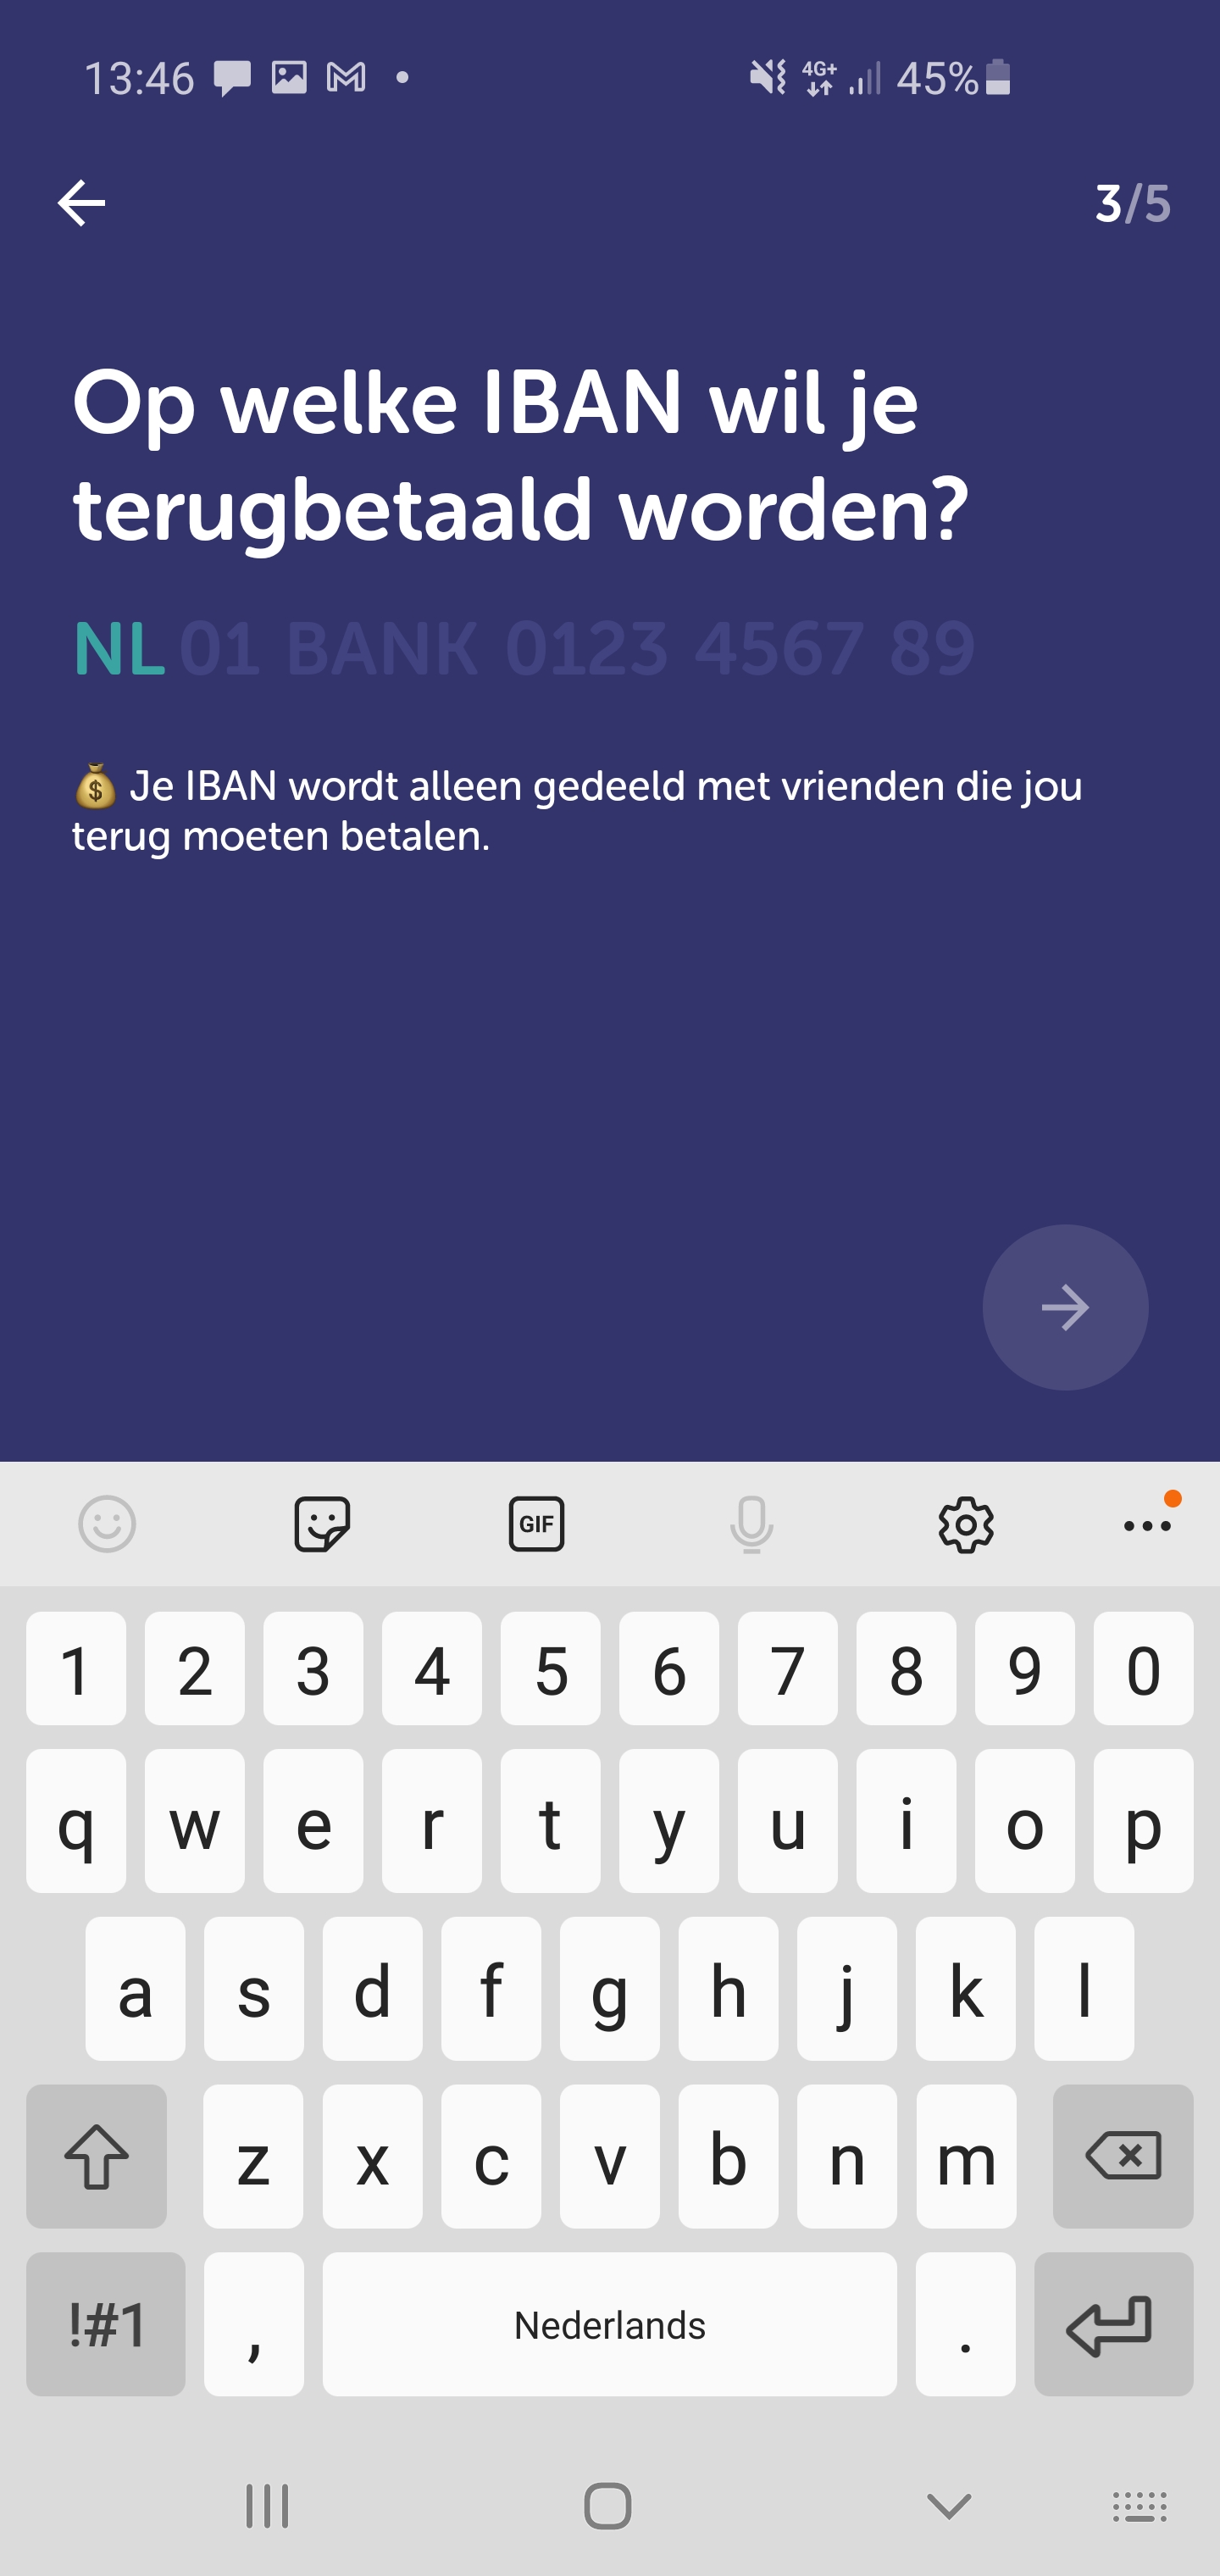 13:46 4G+ 45%
3/5
Op welke IBAN wil je
terugbetaald worden?
NL 01 BANK 0123 4567 89
💰 Je IBAN wordt alleen gedeeld met vrienden die jou
terug moeten betalen.
GIF
1 2 3 4 5 6 7 8 9 0
q w e r t y u i o p
a s d f g h j k l
z x c v b n m
!#1 , Nederlands .